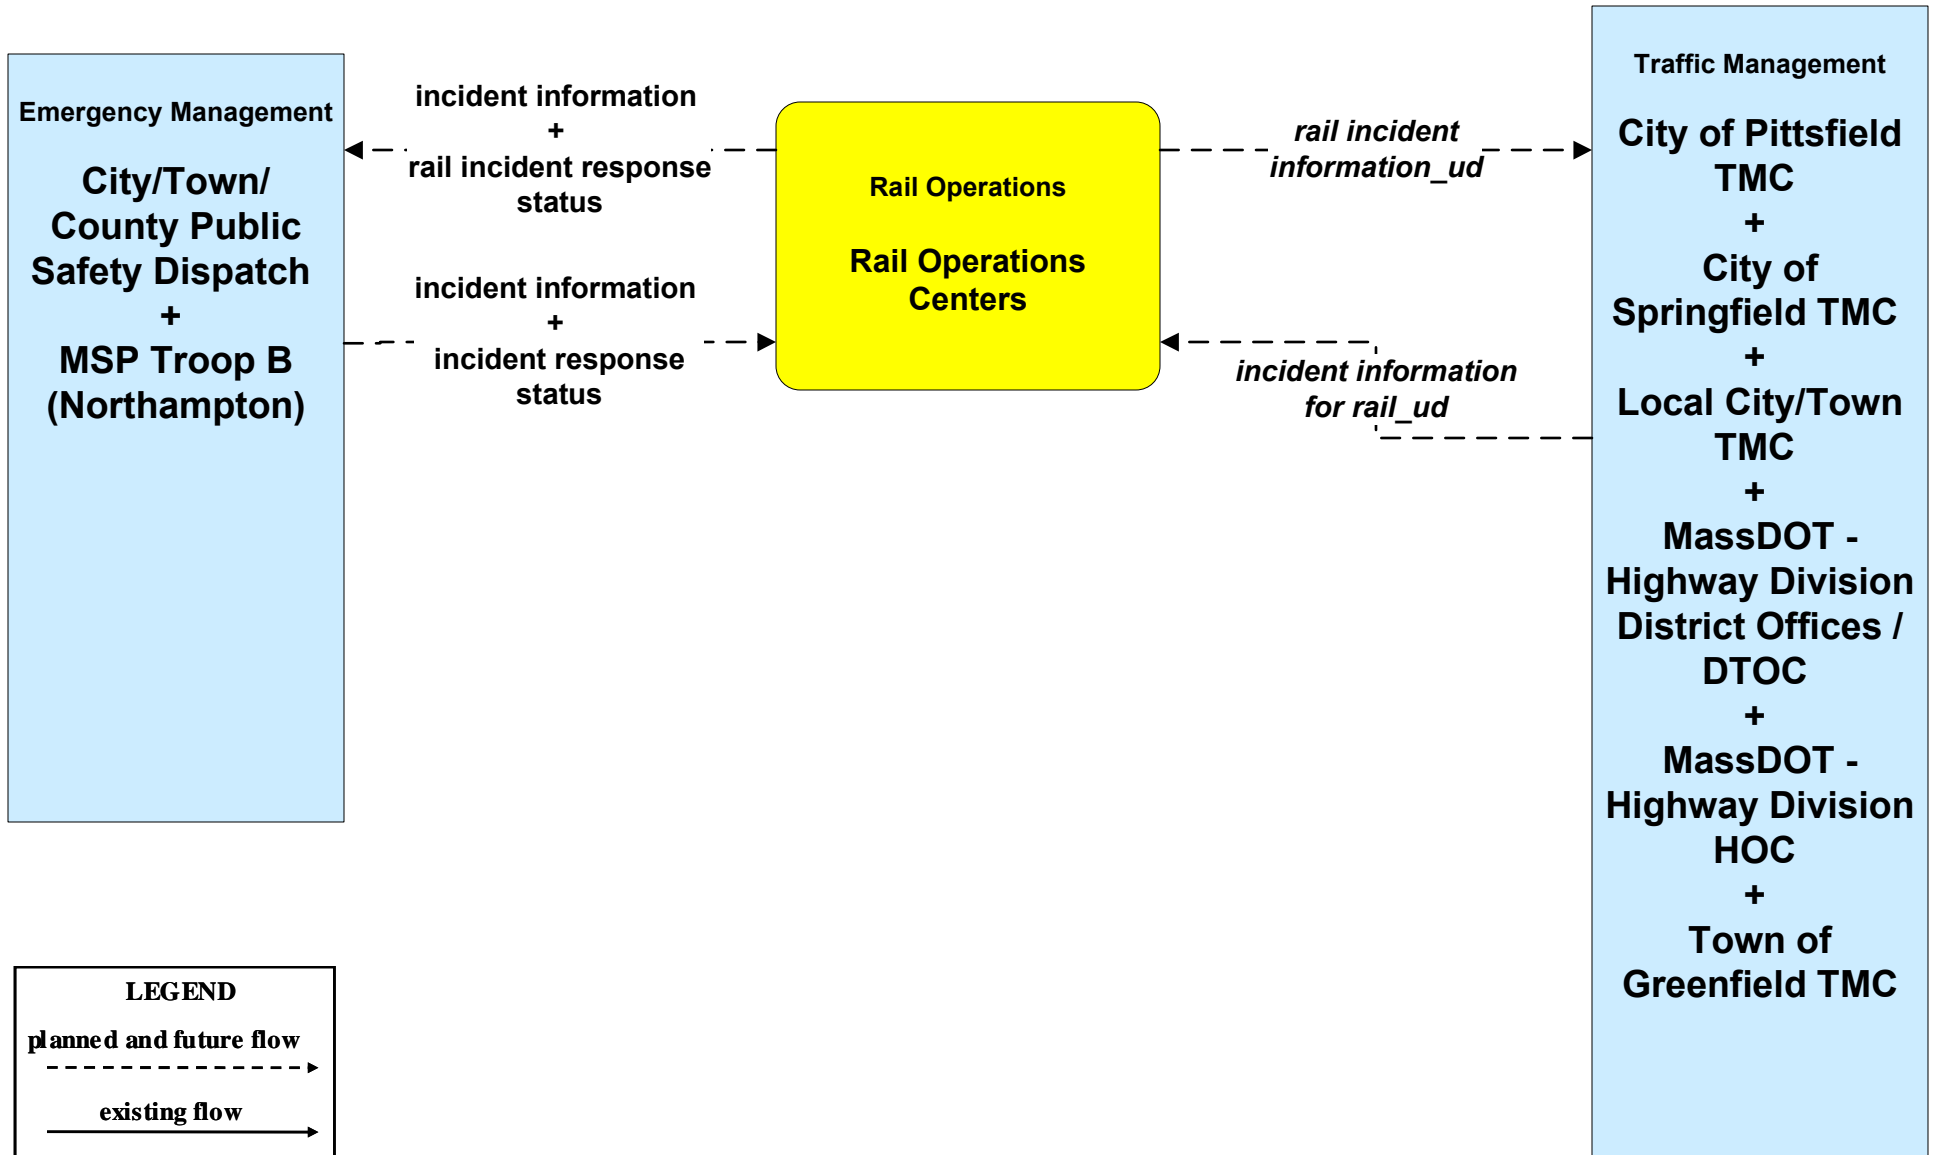 Emergency Management
City/Town/
County Public
Safety Dispatch
+
MSP Troop B
(Northampton)
incident information
+
rail incident response
status
incident information
+
incident response
status
Rail Operations
Rail Operations
Centers
rail incident
information_ud
incident information
for rail_ud
Traffic Management
City of Pittsfield
TMC
+
City of
Springfield TMC
+
Local City/Town
TMC
+
MassDOT -
Highway Division
District Offices /
DTOC
+
MassDOT -
Highway Division
HOC
+
Town of
Greenfield TMC
LEGEND
planned and future flow
existing flow